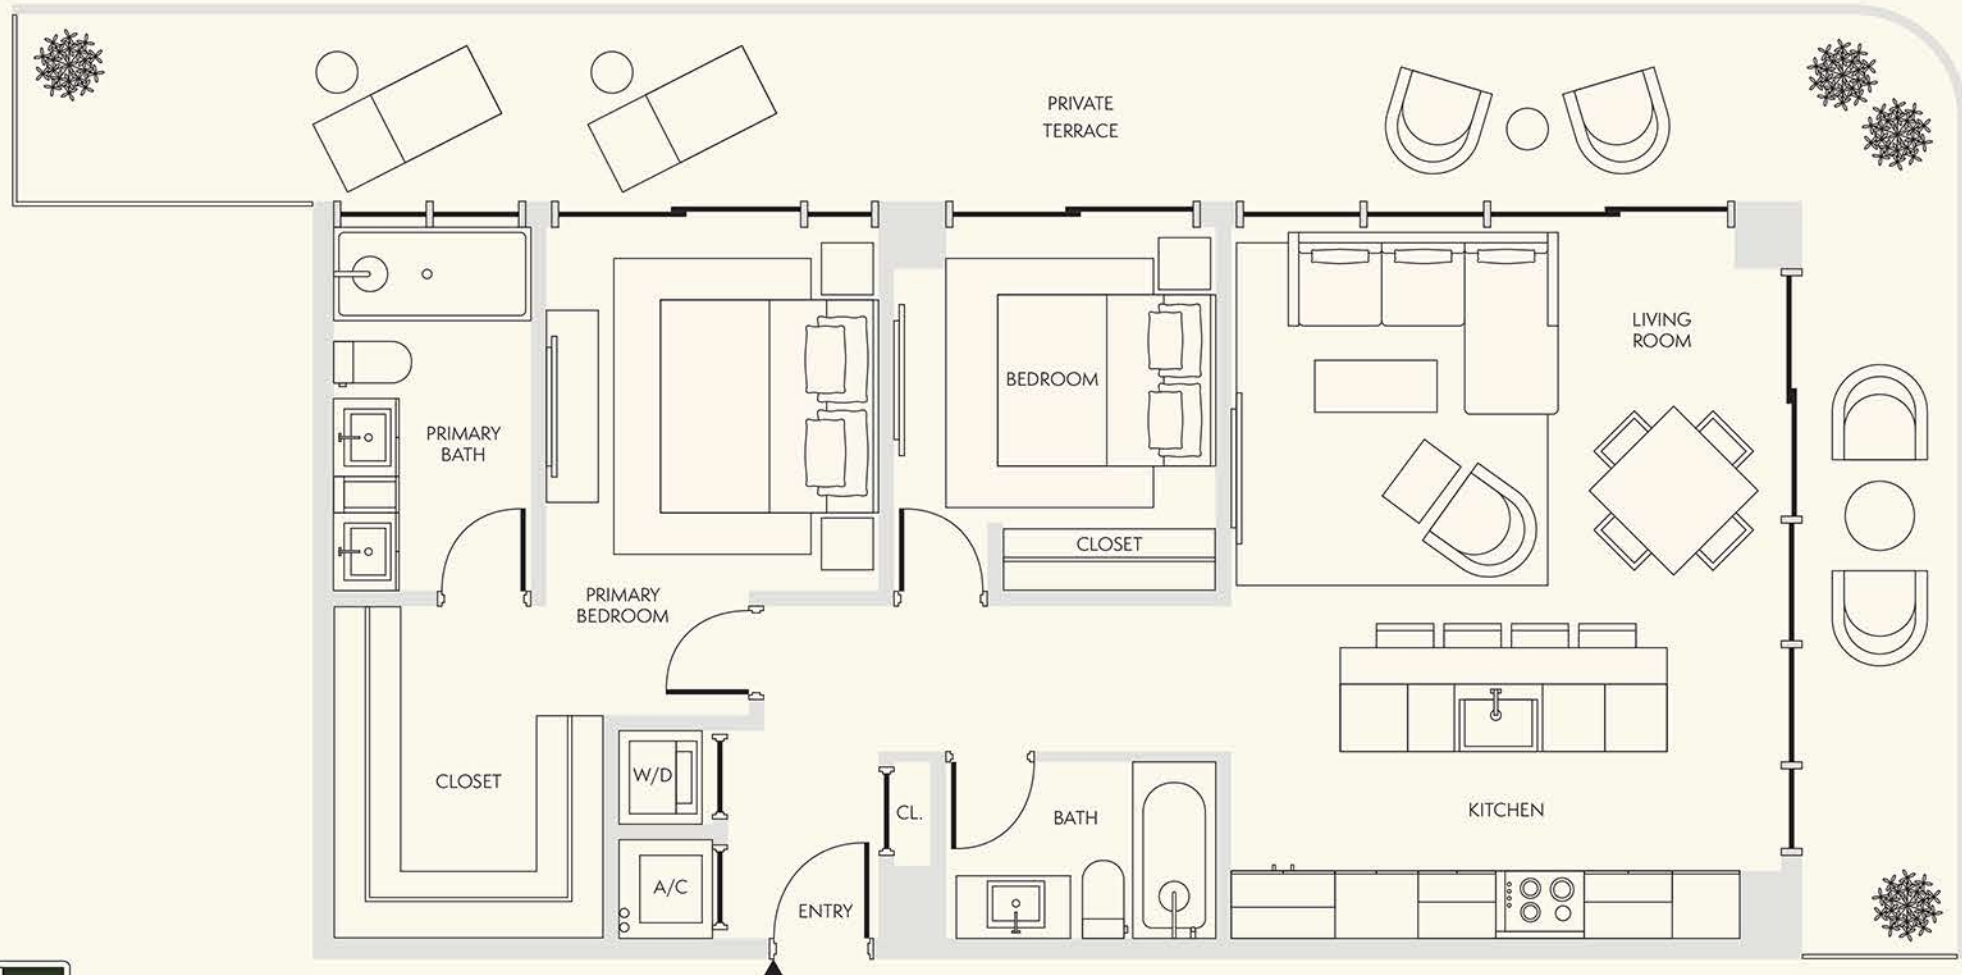 PRIVATE
TERRACE
LIVING
ROOM
BEDROOM
PRIMARY
BATH
CLOSET
PRIMARY
BEDROOM
W/D
CLOSET
CL.
BATH
KITCHEN
A/C
ENTRY